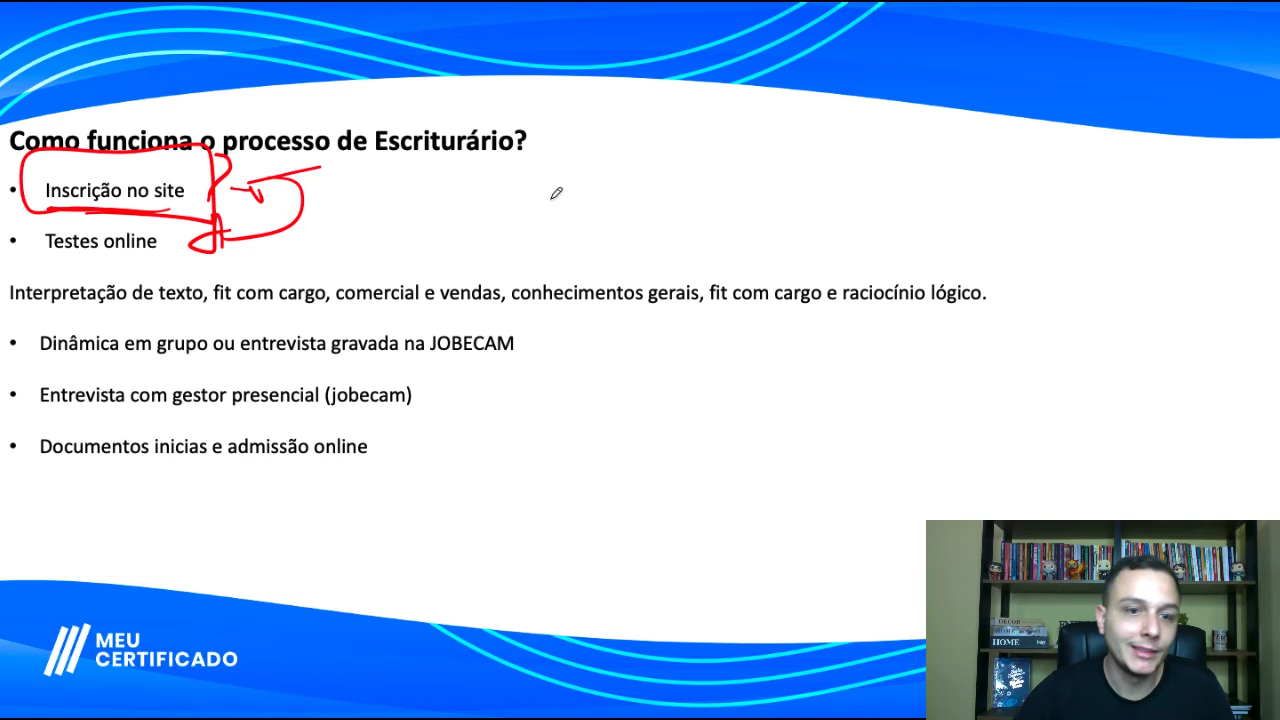 Como funciona o processo de Escriturário?
• Inscrição no site
• Testes online
Interpretação de texto, fit com cargo, comercial e vendas, conhecimentos gerais, fit com cargo e raciocínio lógico.
• Dinâmica em grupo ou entrevista gravada na JOBECAM
• Entrevista com gestor presencial (jobecam)
• Documentos inicias e admissão online
MEU
CERTIFICADO
HOME